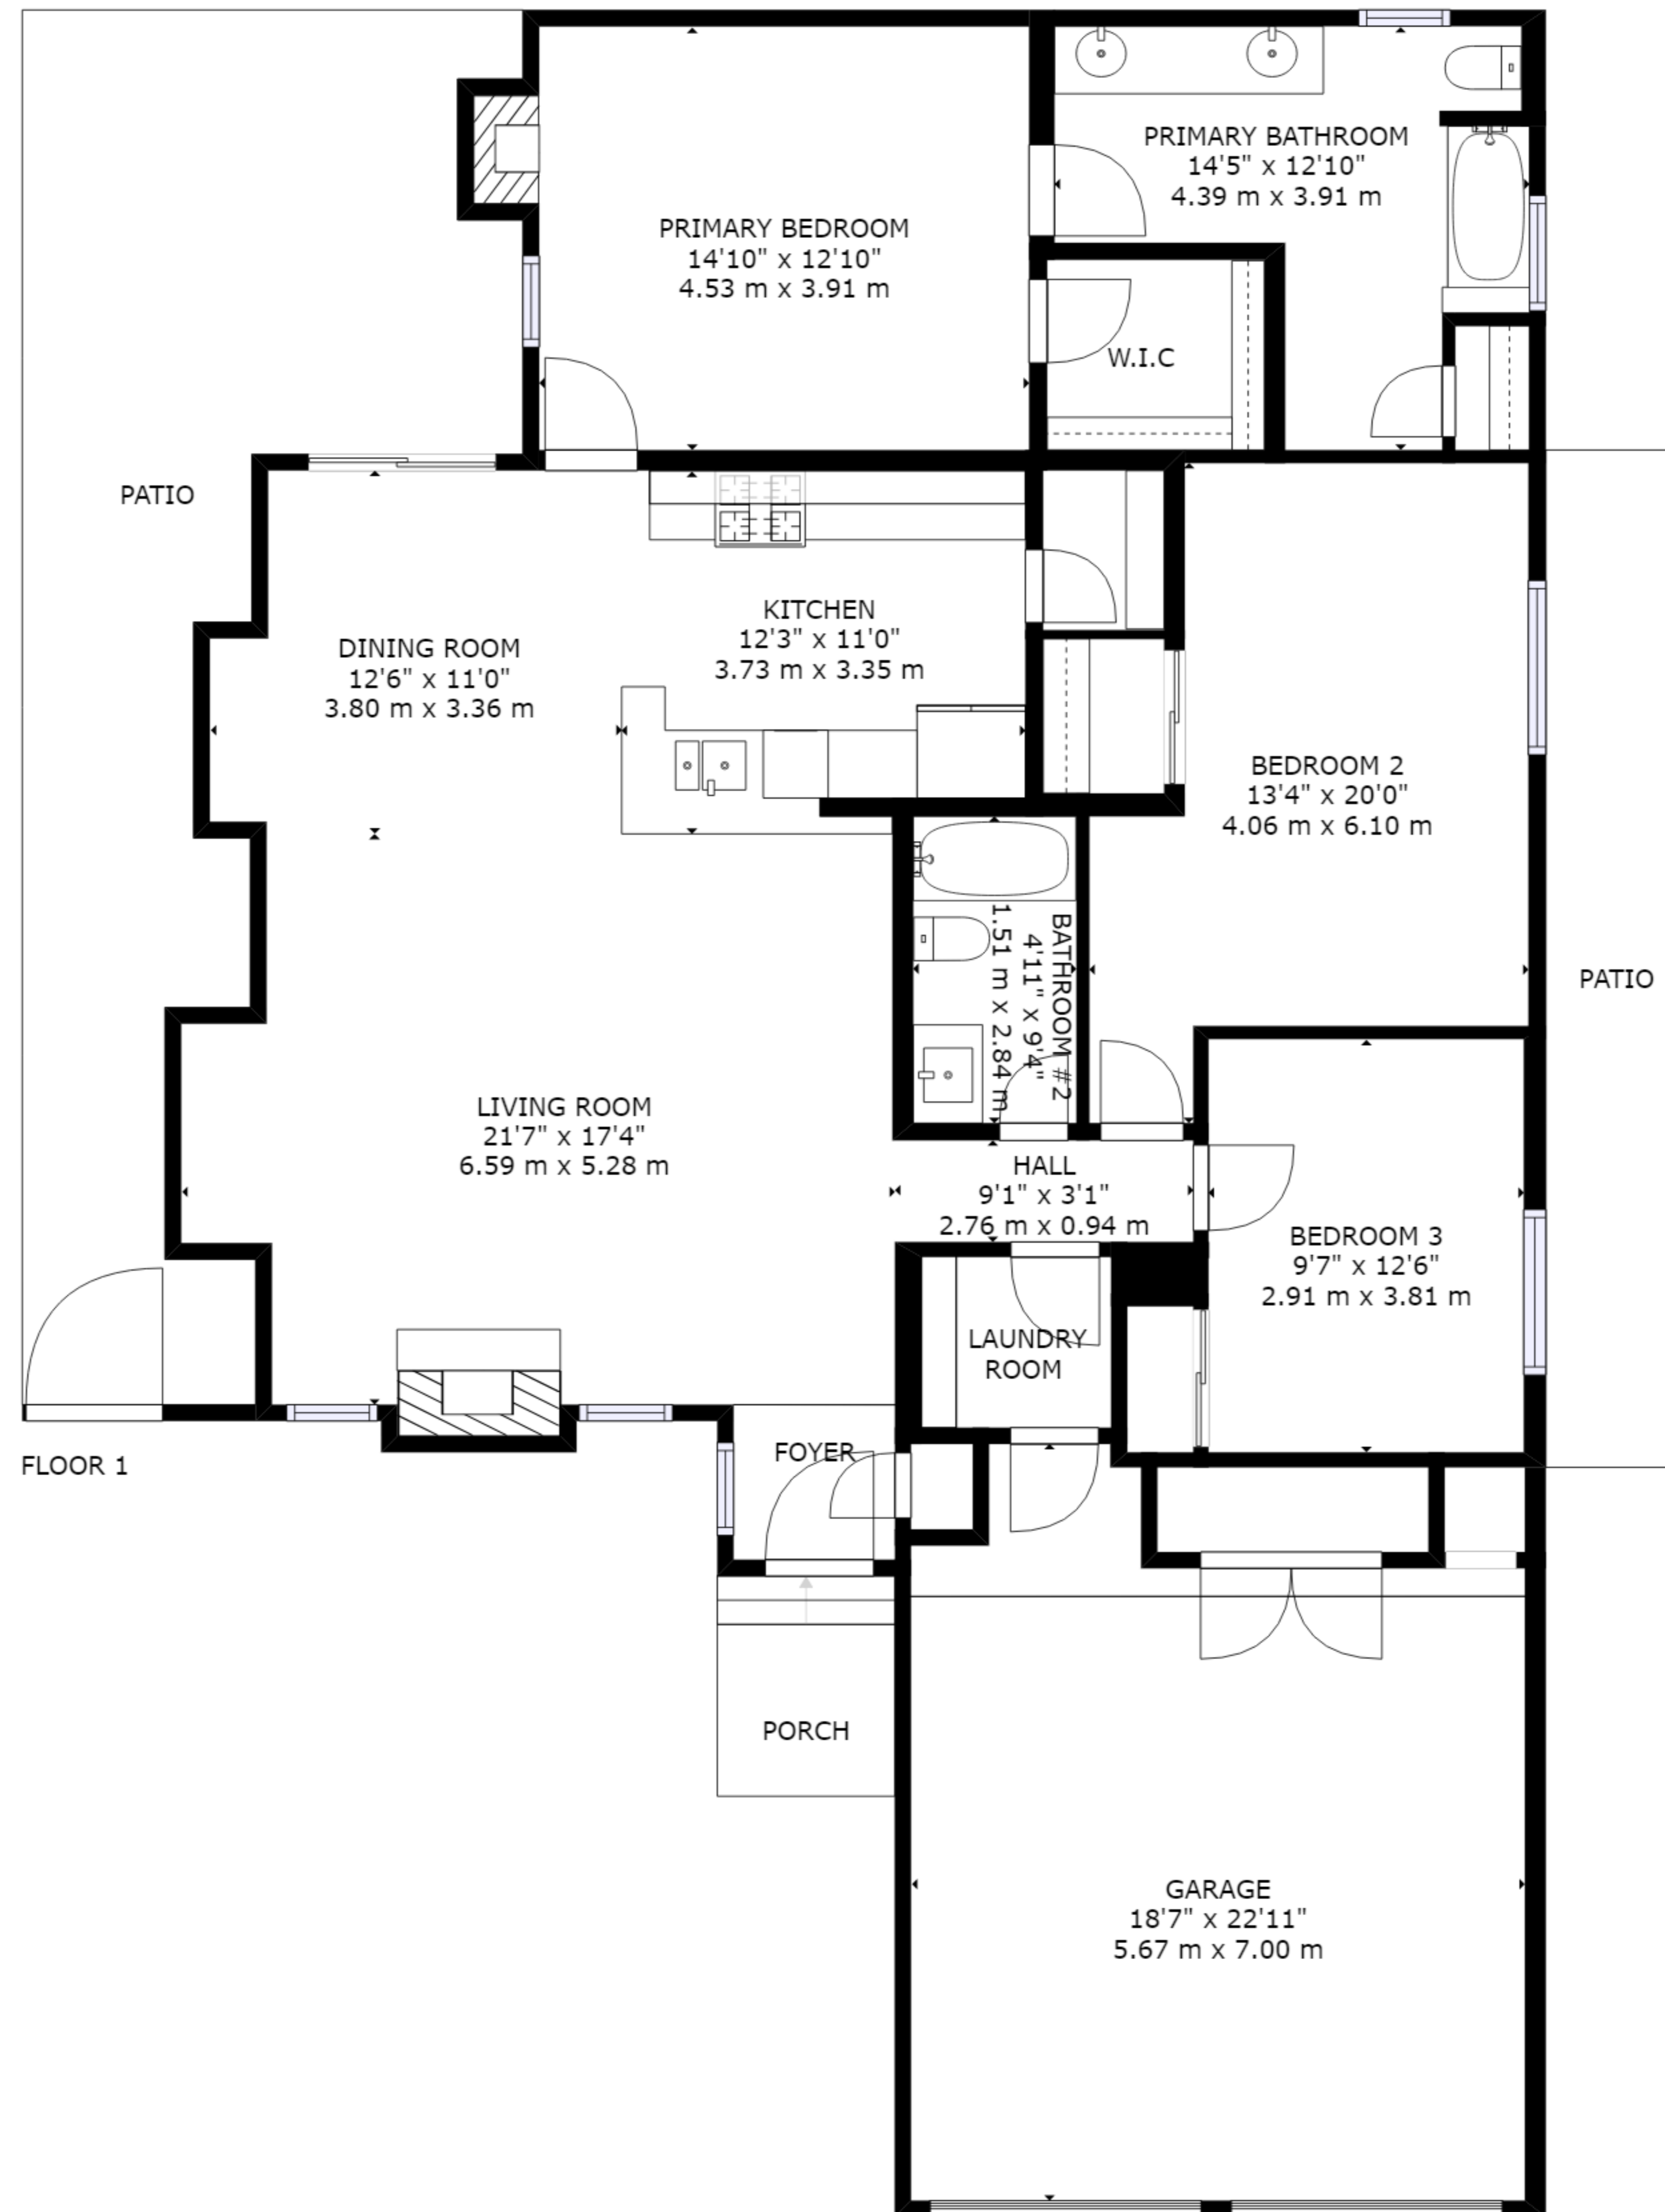 PRIMARY BATHROOM
14'5" x 12'10"
4.39 m x 3.91 m
PRIMARY BEDROOM
14'10" x 12'10"
4.53 m x 3.91 m
W.I.C
PATIO
KITCHEN
12'3" x 11'0"
3.73 m x 3.35 m
DINING ROOM
12'6" x 11'0"
3.80 m x 3.36 m
BEDROOM 2
13'4" x 20'0"
4.06 m x 6.10 m
BATHROOM #2
4'11" x 9'4"
1.51 m x 2.84 m
PATIO
LIVING ROOM
21'7" x 17'4"
6.59 m x 5.28 m
HALL
9'1" x 3'1"
2.76 m x 0.94 m
BEDROOM 3
9'7" x 12'6"
2.91 m x 3.81 m
LAUNDRY
ROOM
FOYER
FLOOR 1
PORCH
GARAGE
18'7" x 22'11"
5.67 m x 7.00 m